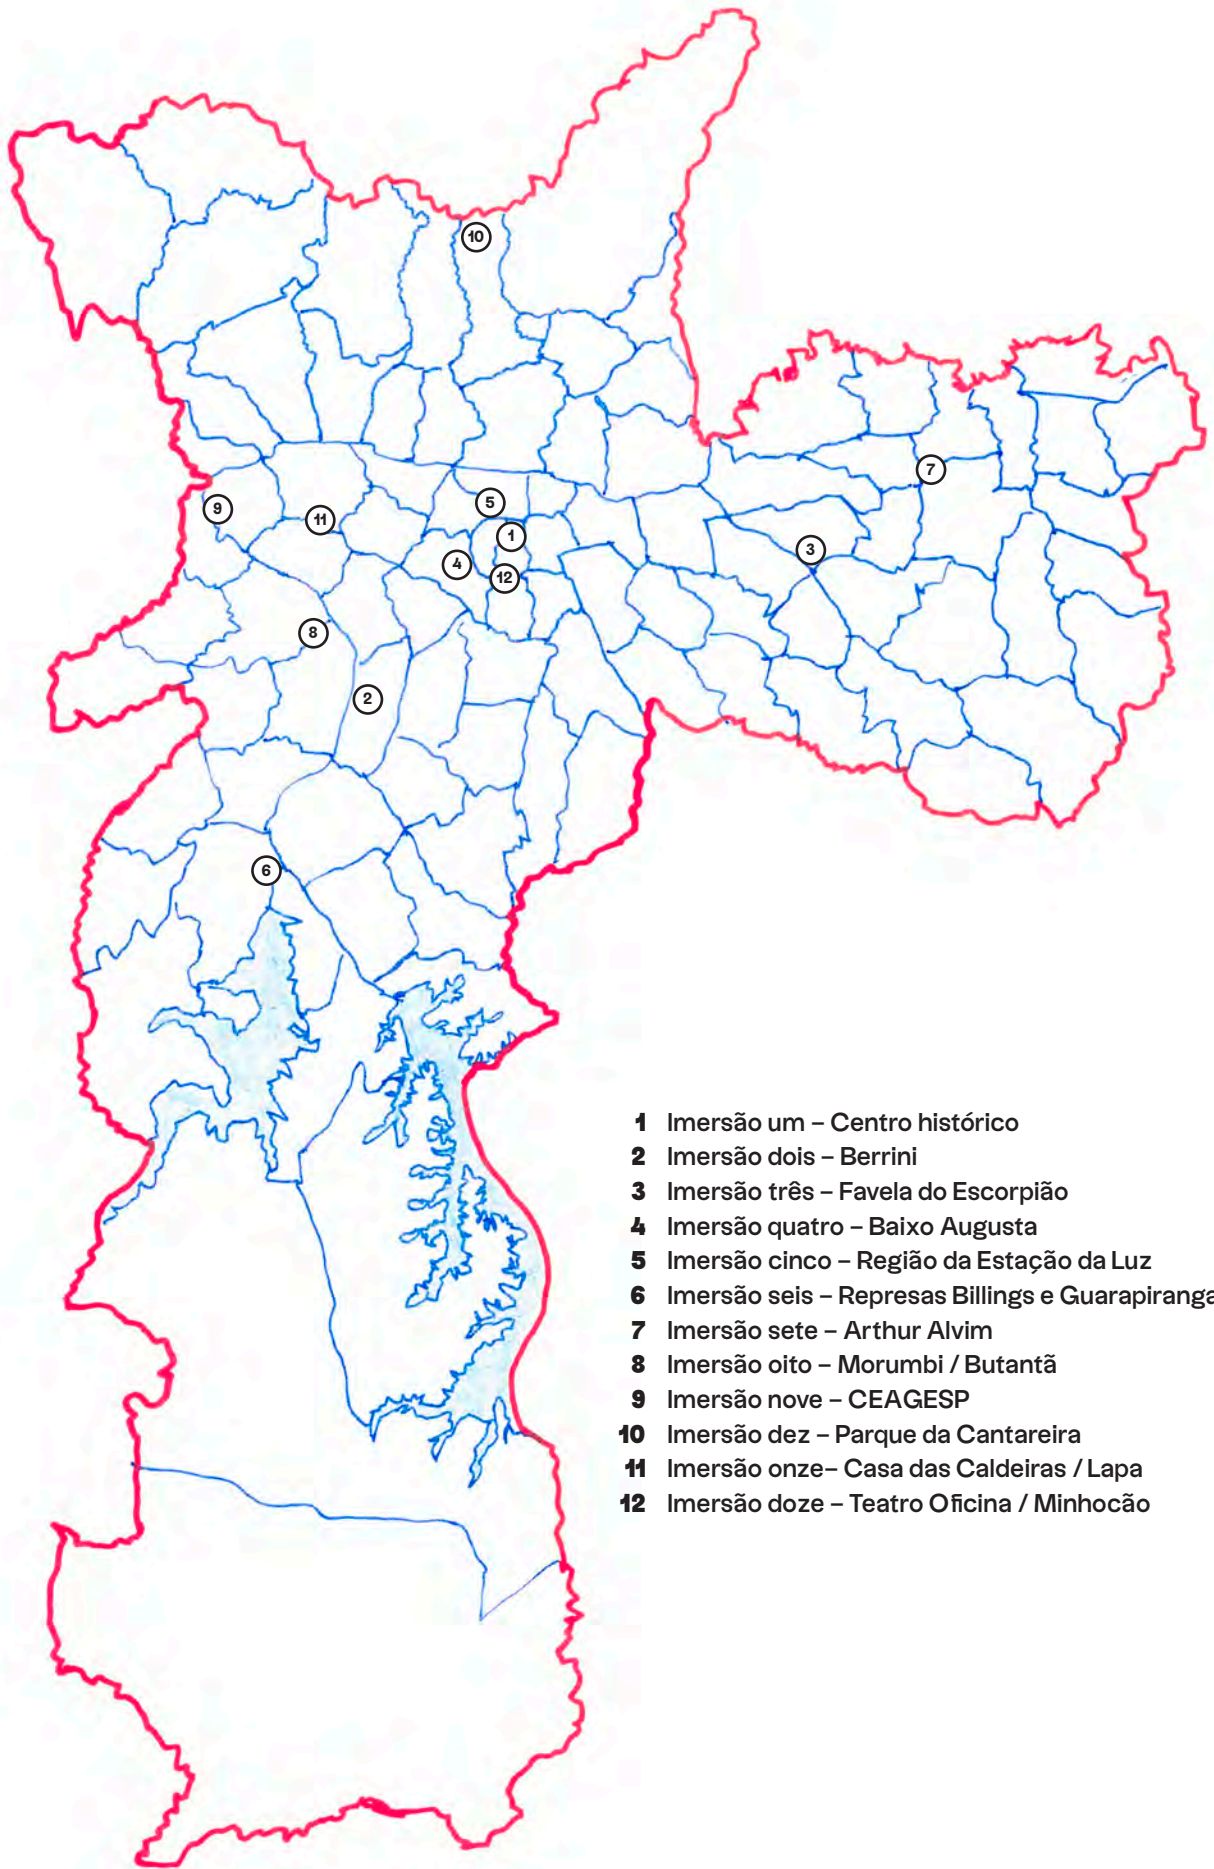 10
7
9
5
11
1
3
4
12
8
2
6
1 Imersão um – Centro histórico
2 Imersão dois – Berrini
3 Imersão três – Favela do Escorpião
4 Imersão quatro – Baixo Augusta
5 Imersão cinco – Região da Estação da Luz
6 Imersão seis – Represas Billings e Guarapiranga
7 Imersão sete – Arthur Alvim
8 Imersão oito – Morumbi / Butantã
9 Imersão nove – CEAGESP
10 Imersão dez – Parque da Cantareira
11 Imersão onze– Casa das Caldeiras / Lapa
12 Imersão doze – Teatro Oficina / Minhocão